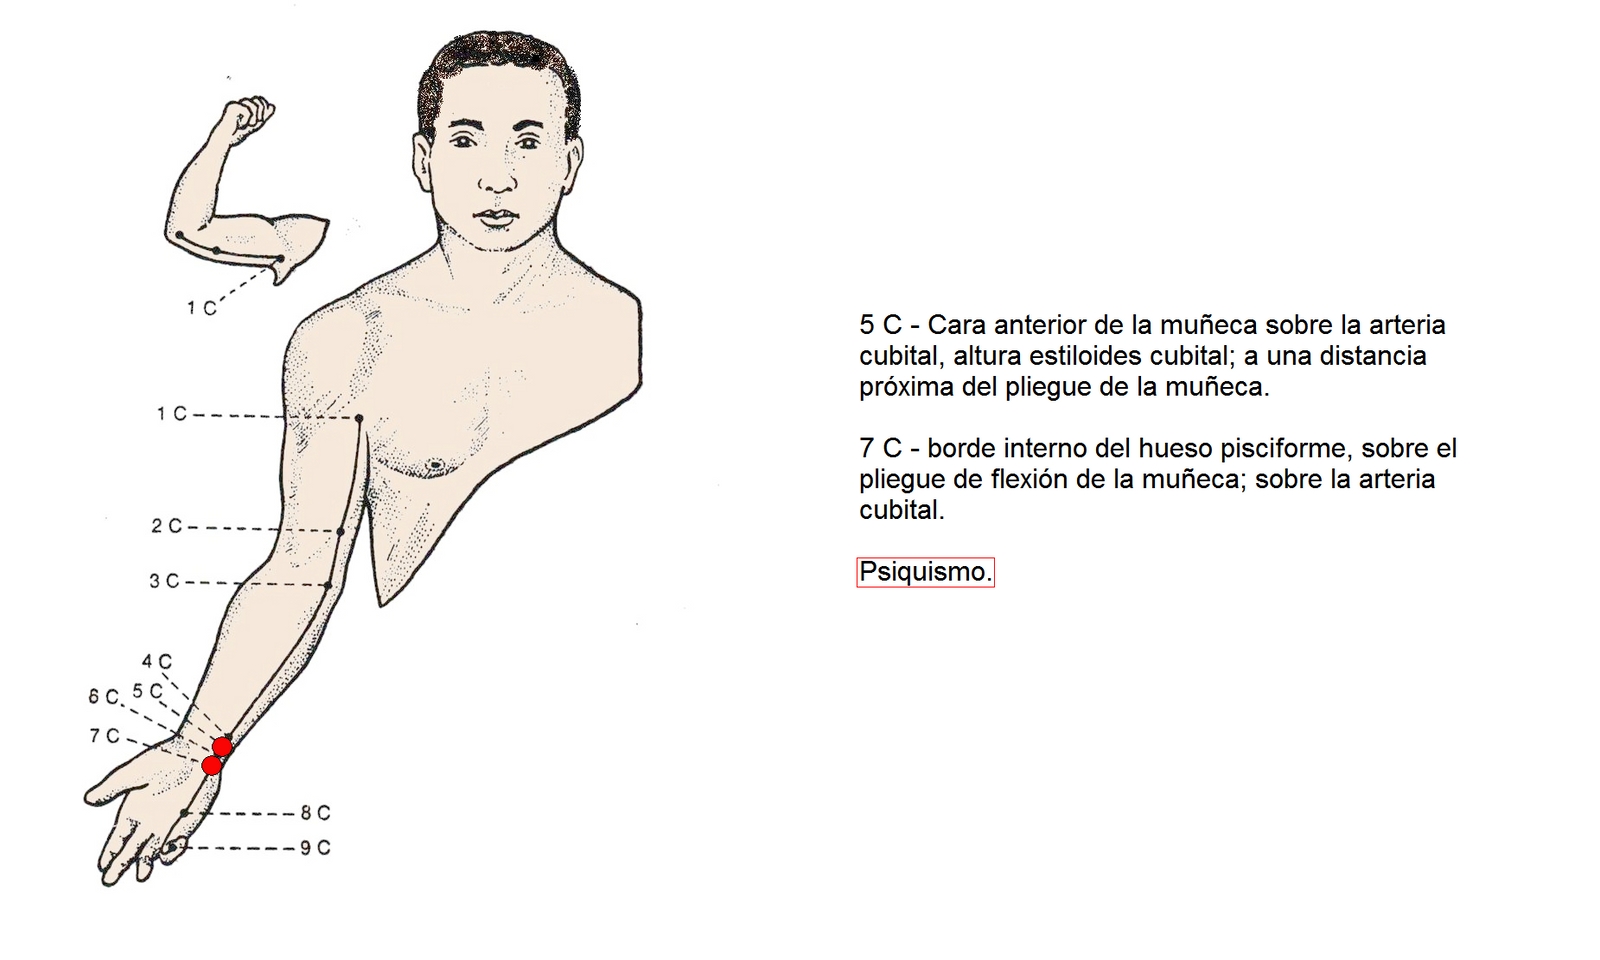 1 C
1 C
2 C
3 C
4 C
5 C
6 C
7 C
8 C
9 C
5 C - Cara anterior de la muñeca sobre la arteria
cubital, altura estiloides cubital; a una distancia
próxima del pliegue de la muñeca.
7 C - borde interno del hueso pisciforme, sobre el
pliegue de flexión de la muñeca; sobre la arteria
cubital.
Psiquismo.